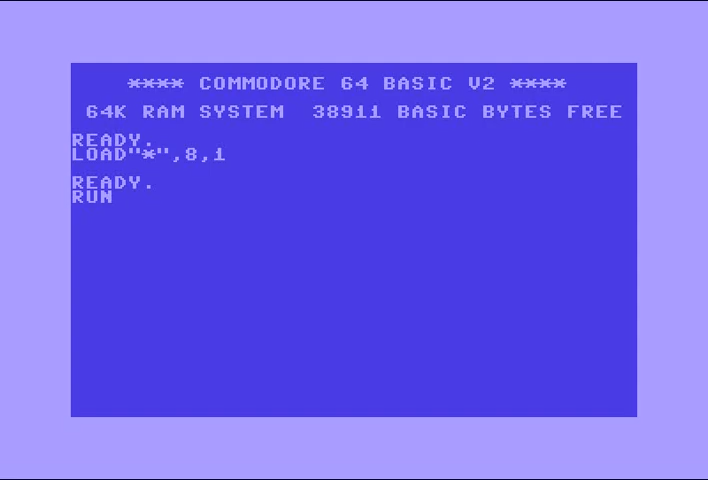 **** COMMODORE 64 BASIC V2 ****
64K RAM SYSTEM  38911 BASIC BYTES FREE
READY.
LOAD"*",8,1
READY.
RUN